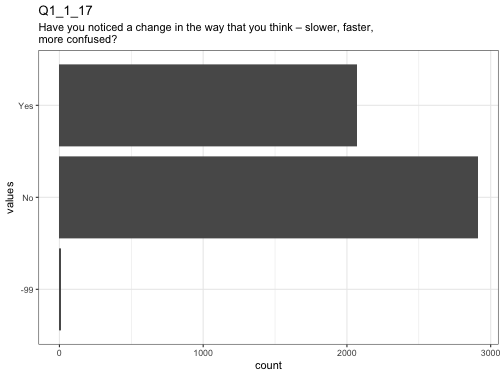 Q1_1_17
Have you noticed a change in the way that you think – slower, faster,
more confused?
values
Yes
No
-99
0 1000 2000 3000
count